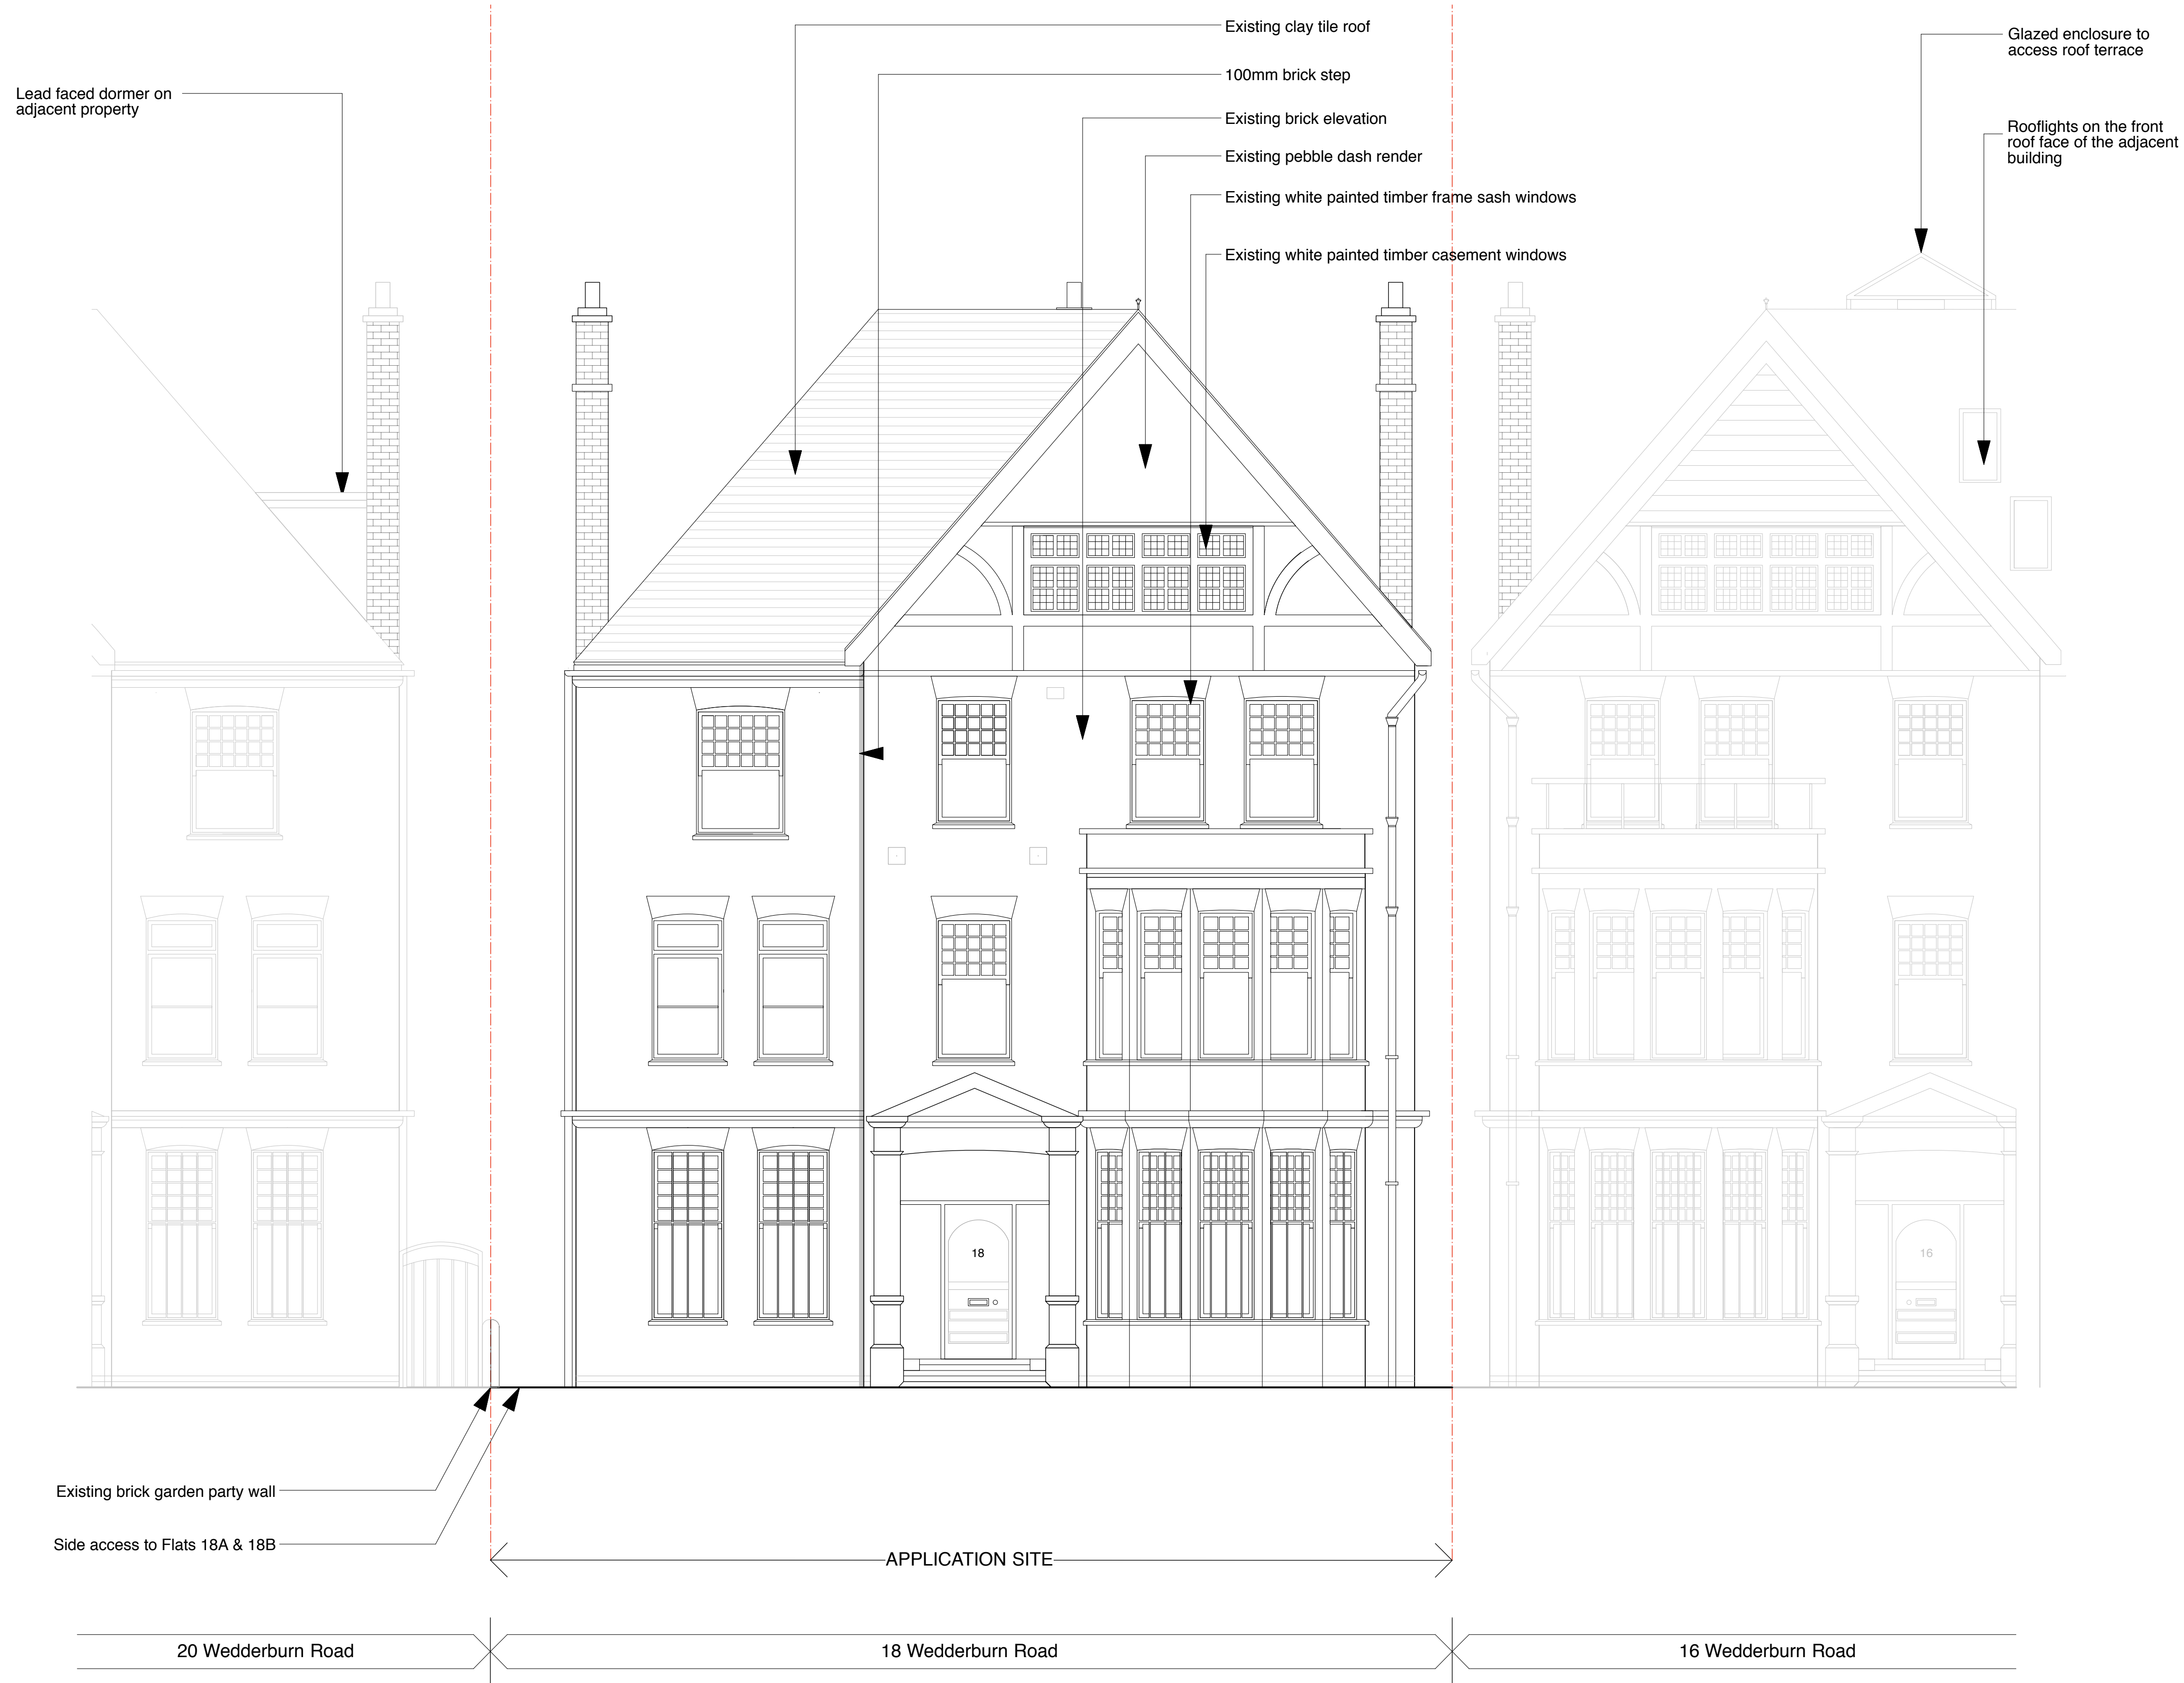 Existing clay tile roof
Glazed enclosure to
access roof terrace
100mm brick step
Lead faced dormer on
adjacent property
Existing brick elevation
Rooflights on the front
roof face of the adjacent
building
Existing pebble dash render
Existing white painted timber frame sash windows
Existing white painted timber casement windows
18
16
Existing brick garden party wall
Side access to Flats 18A & 18B
APPLICATION SITE
20 Wedderburn Road
18 Wedderburn Road
16 Wedderburn Road